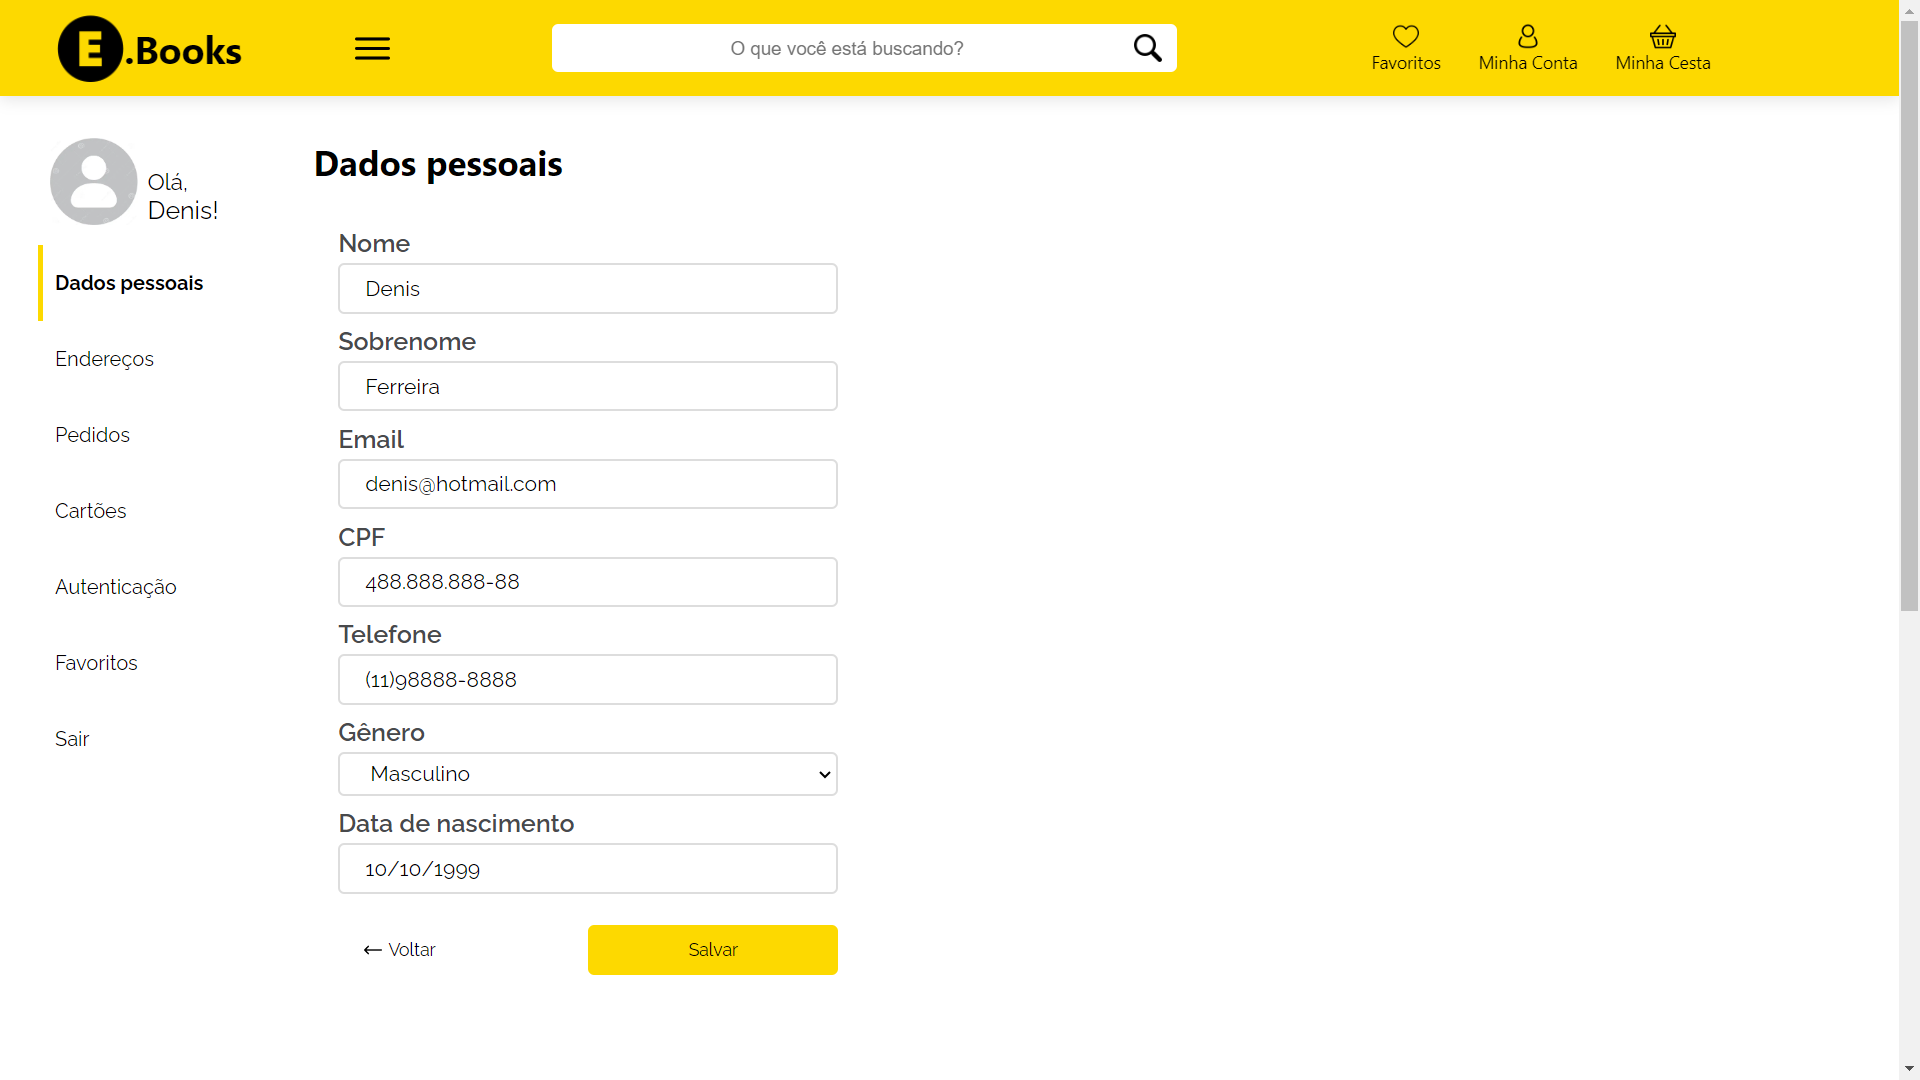 E.Books
O que você está buscando?
Favoritos
Minha Conta
Minha Cesta
Olá,
Denis!
Dados pessoais
Endereços
Pedidos
Cartões
Autenticação
Favoritos
Sair
Dados pessoais
Nome
Denis
Sobrenome
Ferreira
Email
denis@hotmail.com
CPF
488.888.888-88
Telefone
(11)98888-8888
Gênero
Masculino
Data de nascimento
10/10/1999
← Voltar
Salvar